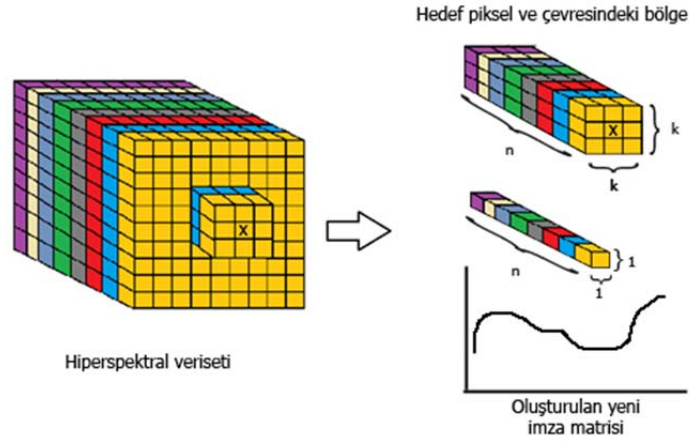 Hedef piksel ve çevresindeki bölge
X
k
n
k
X
1
n
1
Hiperspektral veriseti
Oluşturulan yeni
imza matrisi